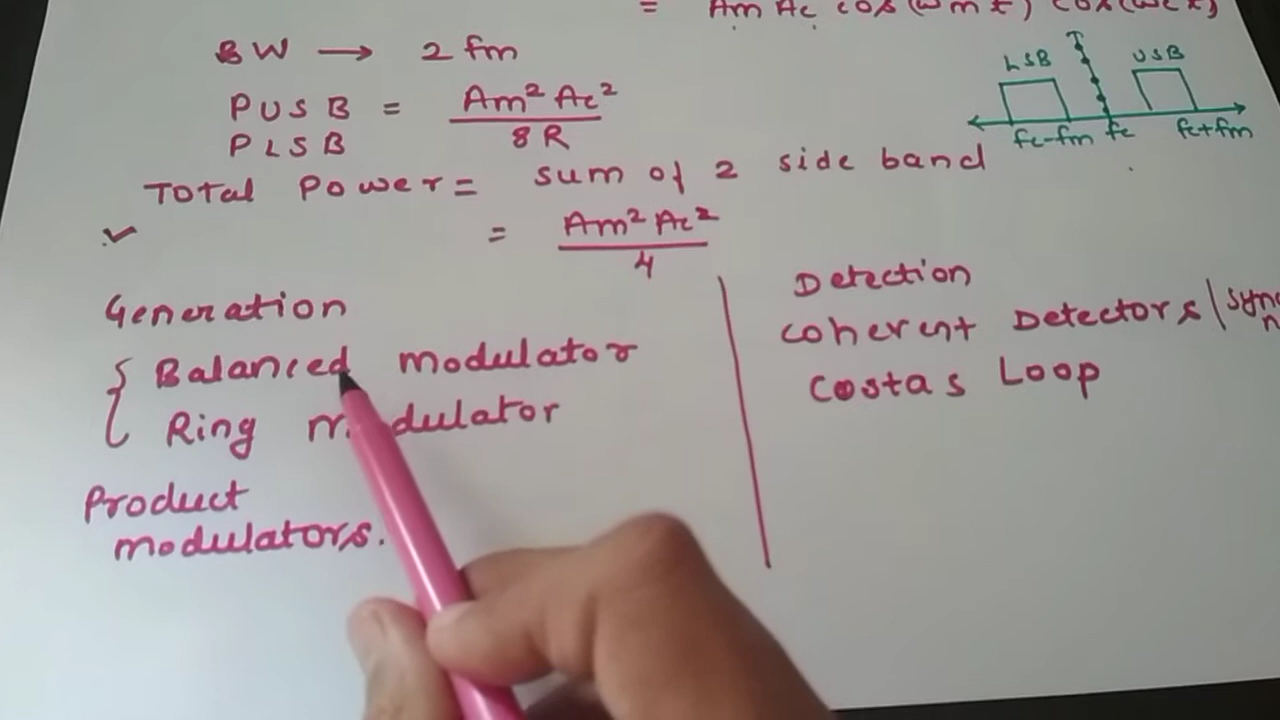 = Am Ac cos(ωmt) cos(ωct)
BW → 2 fm
PUSB = Am² Ac² / 8R
PLSB
LSB USB
fc-fm fc fc+fm
Total Power = sum of 2 side band
= Am² Ac² / 4
Generation
Balanced modulator
Ring modulator
Product
modulators.
Detection
Coherent Detectors/
Costas Loop